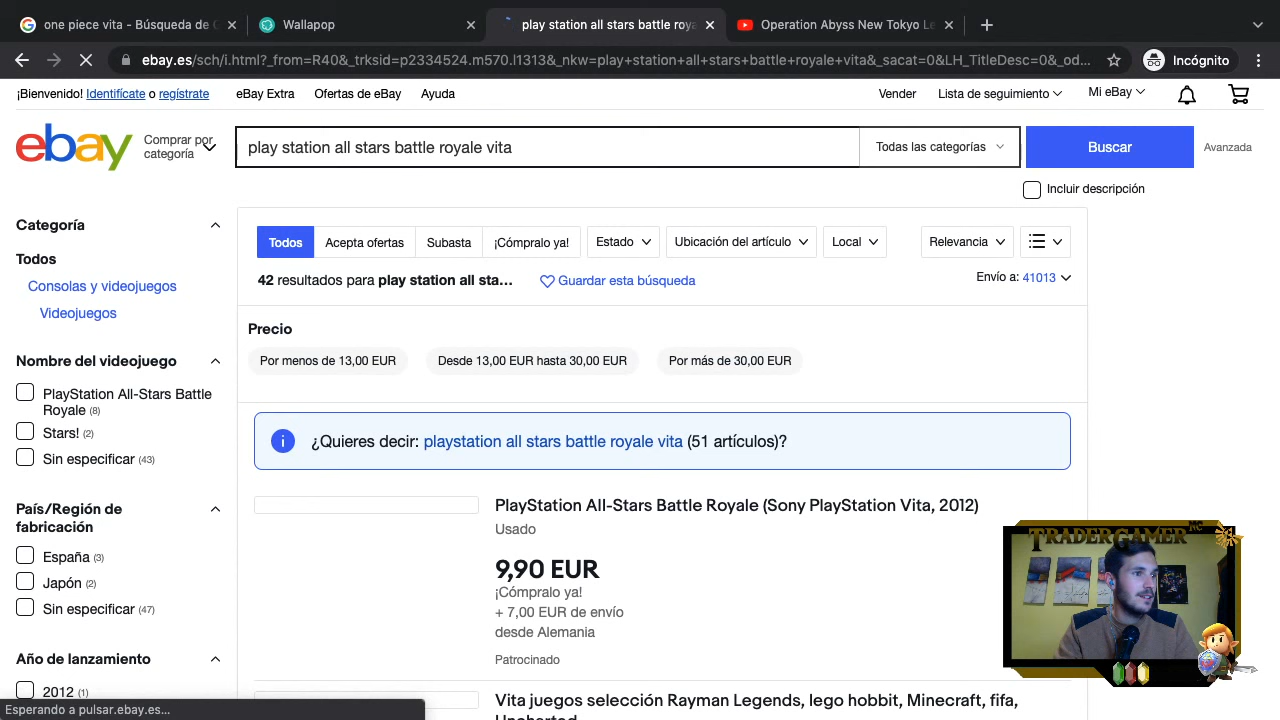 one piece vita - Búsqueda de G
Wallapop
play station all stars battle roya
Operation Abyss New Tokyo Le
ebay.es/sch/i.html?_from=R40&_trksid=p2334524.m570.l1313&_nkw=play+station+all+stars+battle+royale+vita&_sacat=0&LH_TitleDesc=0&_od...
Incógnito
¡Bienvenido! Identifícate o regístrate
eBay Extra
Ofertas de eBay
Ayuda
Vender
Lista de seguimiento
Mi eBay
ebay
Comprar por
categoría
play station all stars battle royale vita
Todas las categorías
Buscar
Avanzada
Incluir descripción
Categoría
Todos
Consolas y videojuegos
Videojuegos
Nombre del videojuego
PlayStation All-Stars Battle
Royale (8)
Stars! (2)
Sin especificar (43)
País/Región de
fabricación
España (3)
Japón (2)
Sin especificar (47)
Año de lanzamiento
2012 (1)
Todos
Acepta ofertas
Subasta
¡Cómpralo ya!
Estado
Ubicación del artículo
Local
Relevancia
42 resultados para play station all sta...
Guardar esta búsqueda
Envío a: 41013
Precio
Por menos de 13,00 EUR
Desde 13,00 EUR hasta 30,00 EUR
Por más de 30,00 EUR
¿Quieres decir: playstation all stars battle royale vita (51 artículos)?
PlayStation All-Stars Battle Royale (Sony PlayStation Vita, 2012)
Usado
9,90 EUR
¡Cómpralo ya!
+ 7,00 EUR de envío
desde Alemania
Patrocinado
Vita juegos selección Rayman Legends, lego hobbit, Minecraft, fifa,
Uncharted
TRADERGAMER MC
Esperando a pulsar.ebay.es...